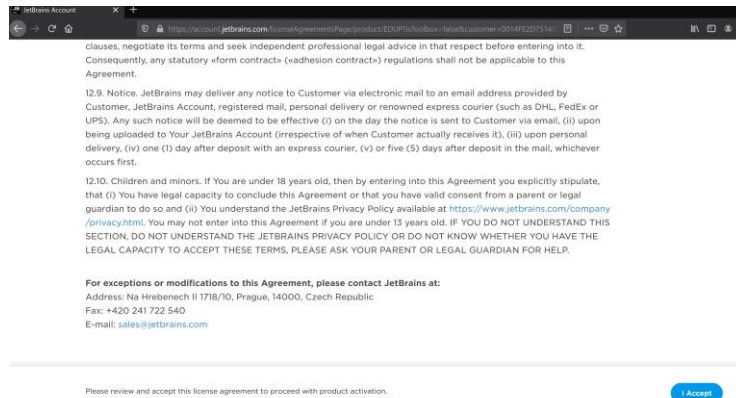 JetBrains Account
https://account.jetbrains.com/licenseAgreementsPage/product/EDUP?isToolbox=false&customer=0014FE2D75141
clauses, negotiate its terms and seek independent professional legal advice in that respect before entering into it.
Consequently, any statutory «form contract» («adhesion contract») regulations shall not be applicable to this
Agreement.
12.9. Notice. JetBrains may deliver any notice to Customer via electronic mail to an email address provided by
Customer, JetBrains Account, registered mail, personal delivery or renowned express courier (such as DHL, FedEx or
UPS). Any such notice will be deemed to be effective (i) on the day the notice is sent to Customer via email, (ii) upon
being uploaded to Your JetBrains Account (irrespective of when Customer actually receives it), (iii) upon personal
delivery, (iv) one (1) day after deposit with an express courier, (v) or five (5) days after deposit in the mail, whichever
occurs first.
12.10. Children and minors. If You are under 18 years old, then by entering into this Agreement you explicitly stipulate,
that (i) You have legal capacity to conclude this Agreement or that you have valid consent from a parent or legal
guardian to do so and (ii) You understand the JetBrains Privacy Policy available at https://www.jetbrains.com/company
/privacy.html. You may not enter into this Agreement if you are under 13 years old. IF YOU DO NOT UNDERSTAND THIS
SECTION, DO NOT UNDERSTAND THE JETBRAINS PRIVACY POLICY OR DO NOT KNOW WHETHER YOU HAVE THE
LEGAL CAPACITY TO ACCEPT THESE TERMS, PLEASE ASK YOUR PARENT OR LEGAL GUARDIAN FOR HELP.
For exceptions or modifications to this Agreement, please contact JetBrains at:
Address: Na Hrebenech II 1718/10, Prague, 14000, Czech Republic
Fax: +420 241 722 540
E-mail: sales@jetbrains.com
Please review and accept this license agreement to proceed with product activation.
I Accept